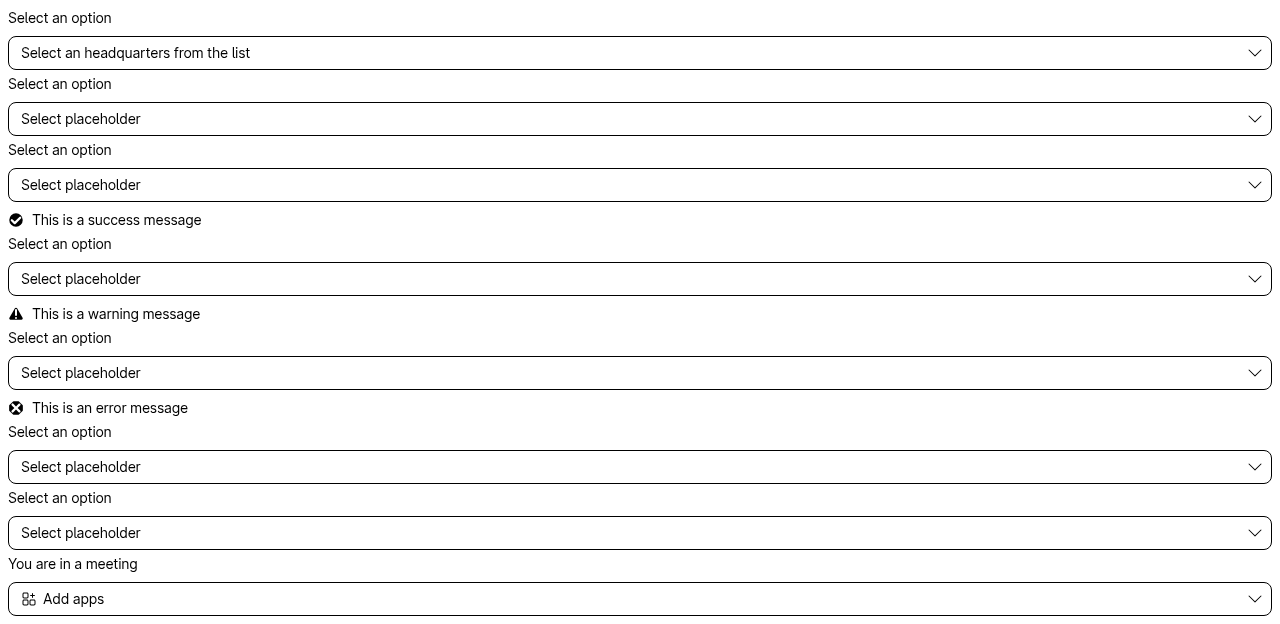 Select an option
Select an headquarters from the list
Select an option
Select placeholder
Select an option
Select placeholder
This is a success message
Select an option
Select placeholder
This is a warning message
Select an option
Select placeholder
This is an error message
Select an option
Select placeholder
Select an option
Select placeholder
You are in a meeting
Add apps